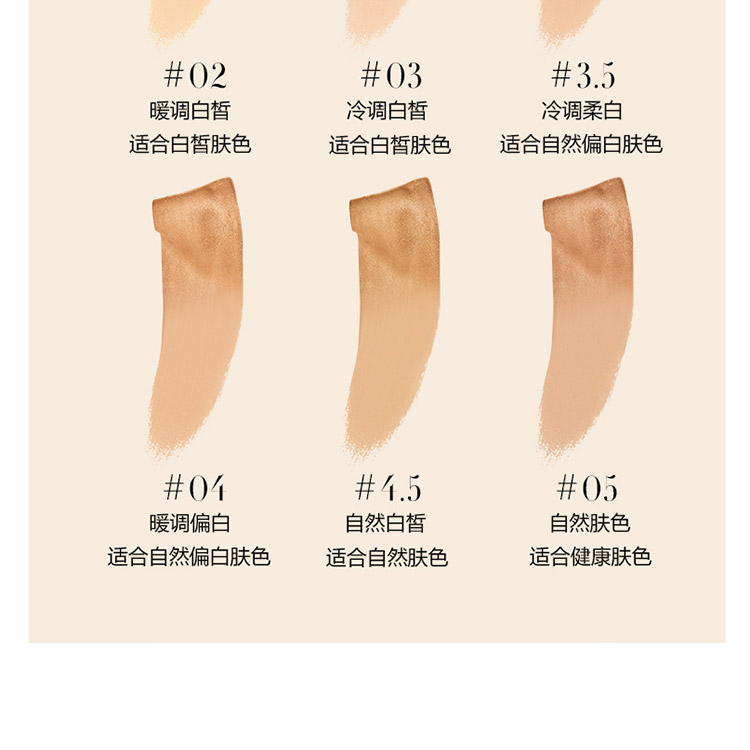 #02
暖调白皙
适合白皙肤色
#03
冷调白皙
适合白皙肤色
#3.5
冷调柔白
适合自然偏白肤色
#04
暖调偏白
适合自然偏白肤色
#4.5
自然白皙
适合自然肤色
#05
自然肤色
适合健康肤色